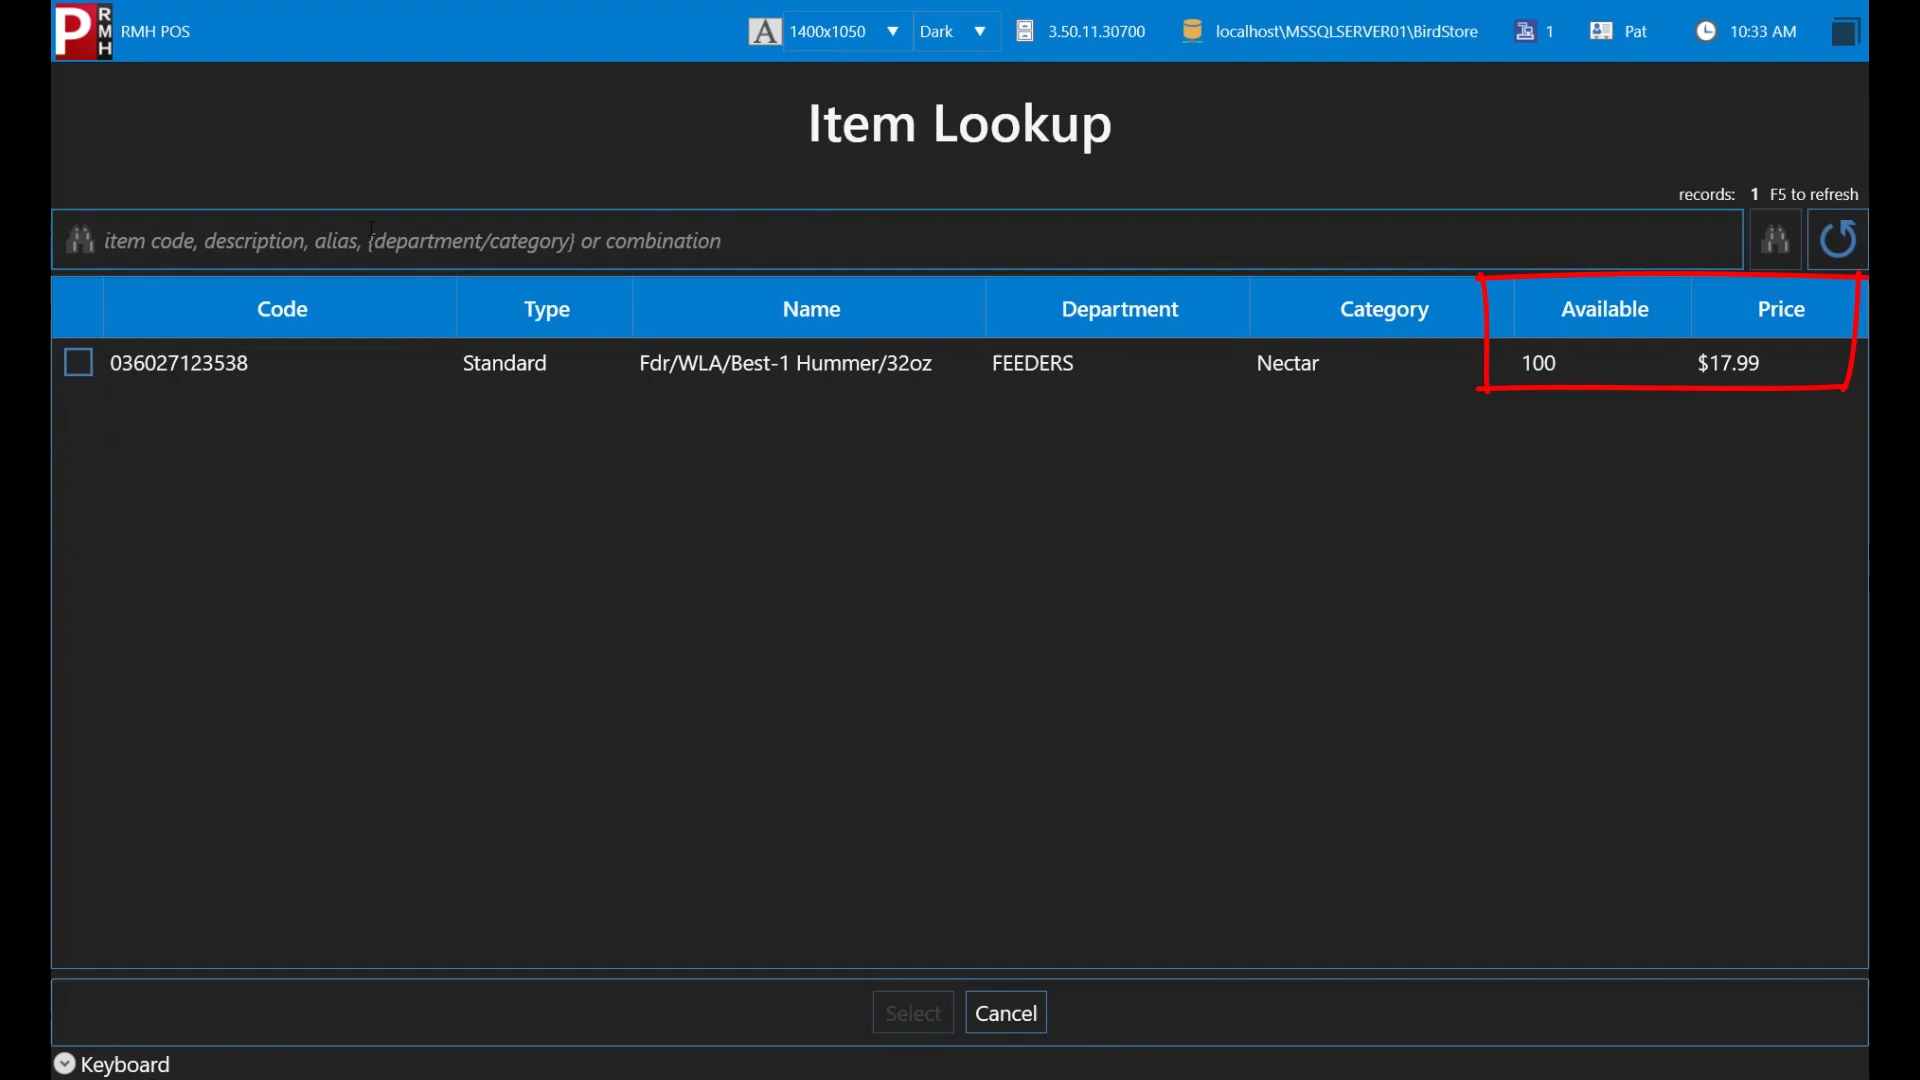 P RMH RMH POS A 1400x1050 Dark 3.50.11.30700 localhost\MSSQLSERVER01\BirdStore 1 Pat 10:33 AM
Item Lookup
records: 1 F5 to refresh
item code, description, alias, {department/category} or combination
Code Type Name Department Category Available Price
036027123538 Standard Fdr/WLA/Best-1 Hummer/32oz FEEDERS Nectar 100 $17.99
Select Cancel
Keyboard